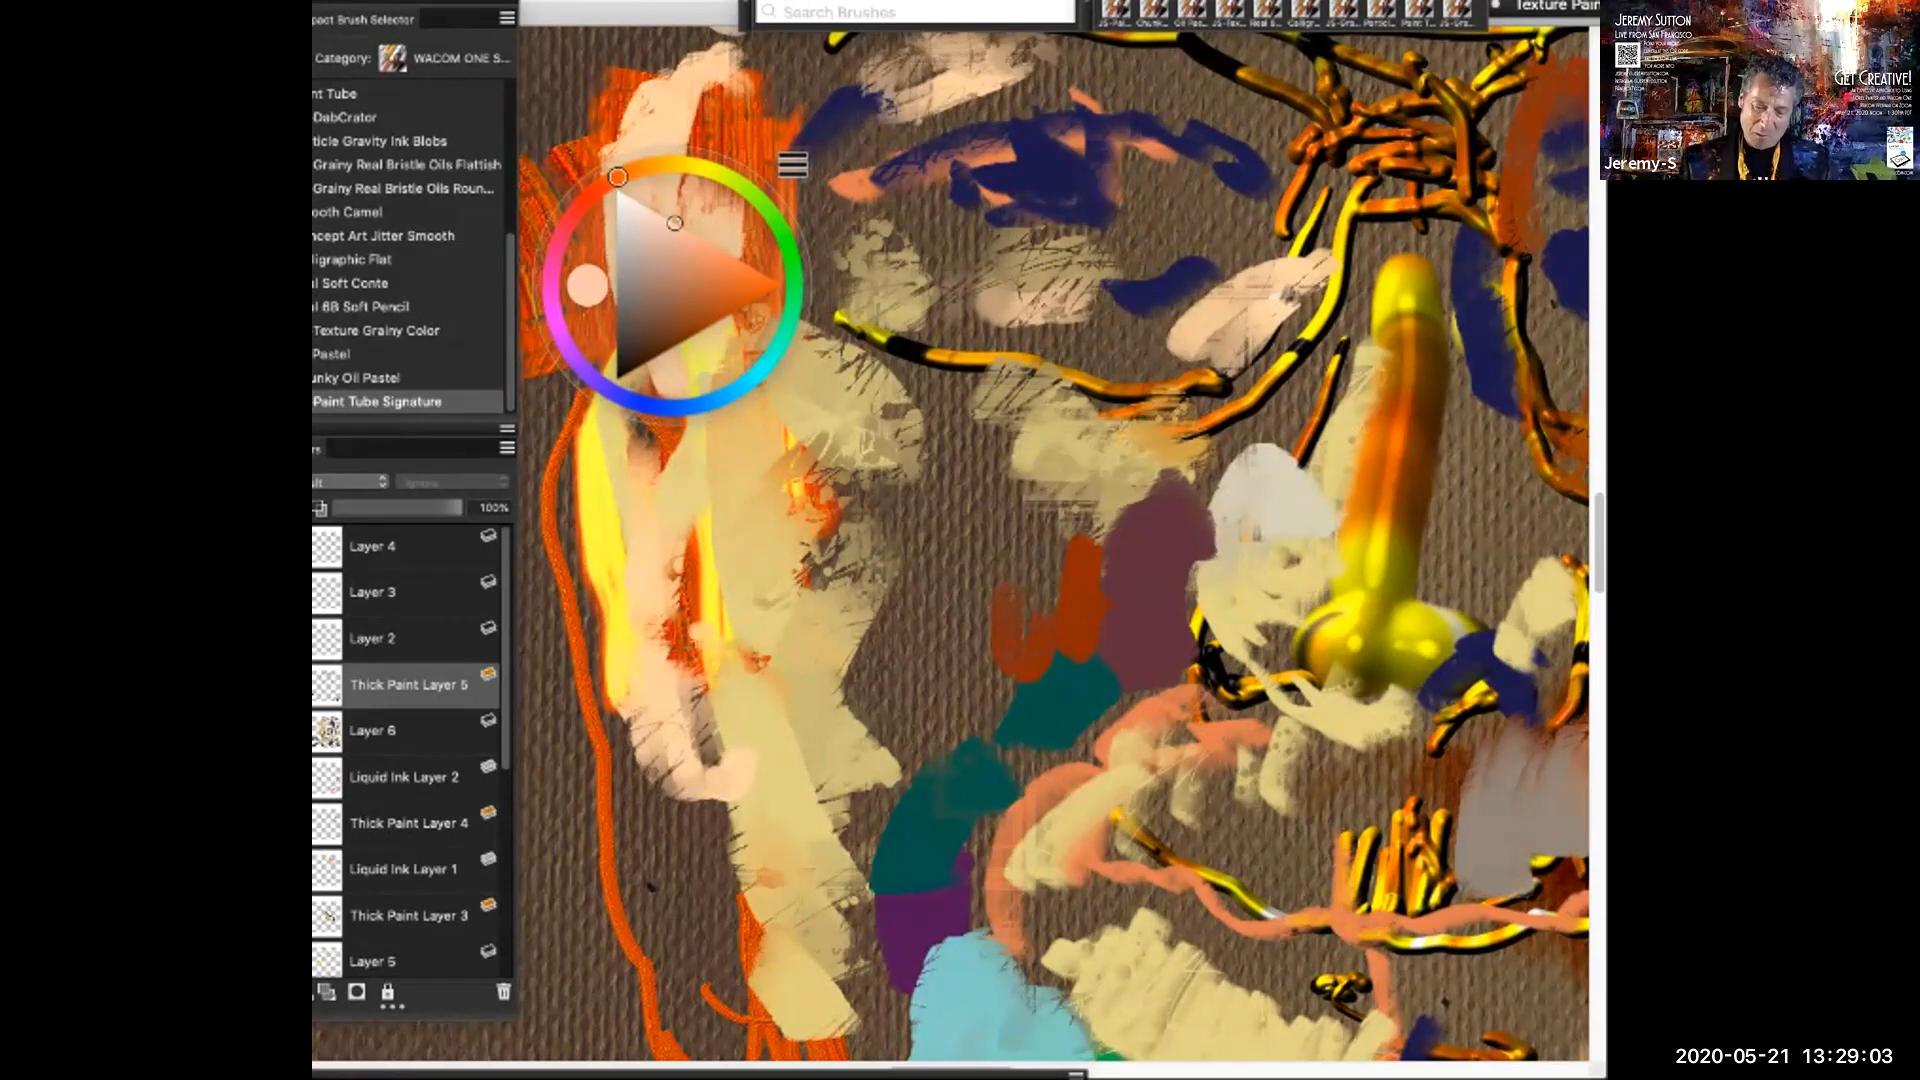 pact Brush Selector
Search Brushes
Texture Pain
Category: WACOM ONE S...
nt Tube
DabCrator
ticle Gravity Ink Blobs
Grainy Real Bristle Oils Flattish
Grainy Real Bristle Oils Roun...
ooth Camel
ncept Art Jitter Smooth
ligraphic Flat
l Soft Conte
l 6B Soft Pencil
Texture Grainy Color
Pastel
unky Oil Pastel
Paint Tube Signature
rs
ult
Ignore
100%
Layer 4
Layer 3
Layer 2
Thick Paint Layer 5
Layer 6
Liquid Ink Layer 2
Thick Paint Layer 4
Liquid Ink Layer 1
Thick Paint Layer 3
Layer 5
Jeremy Sutton
Live from San Francisco
Get Creative!
Jeremy-S
2020-05-21 13:29:03